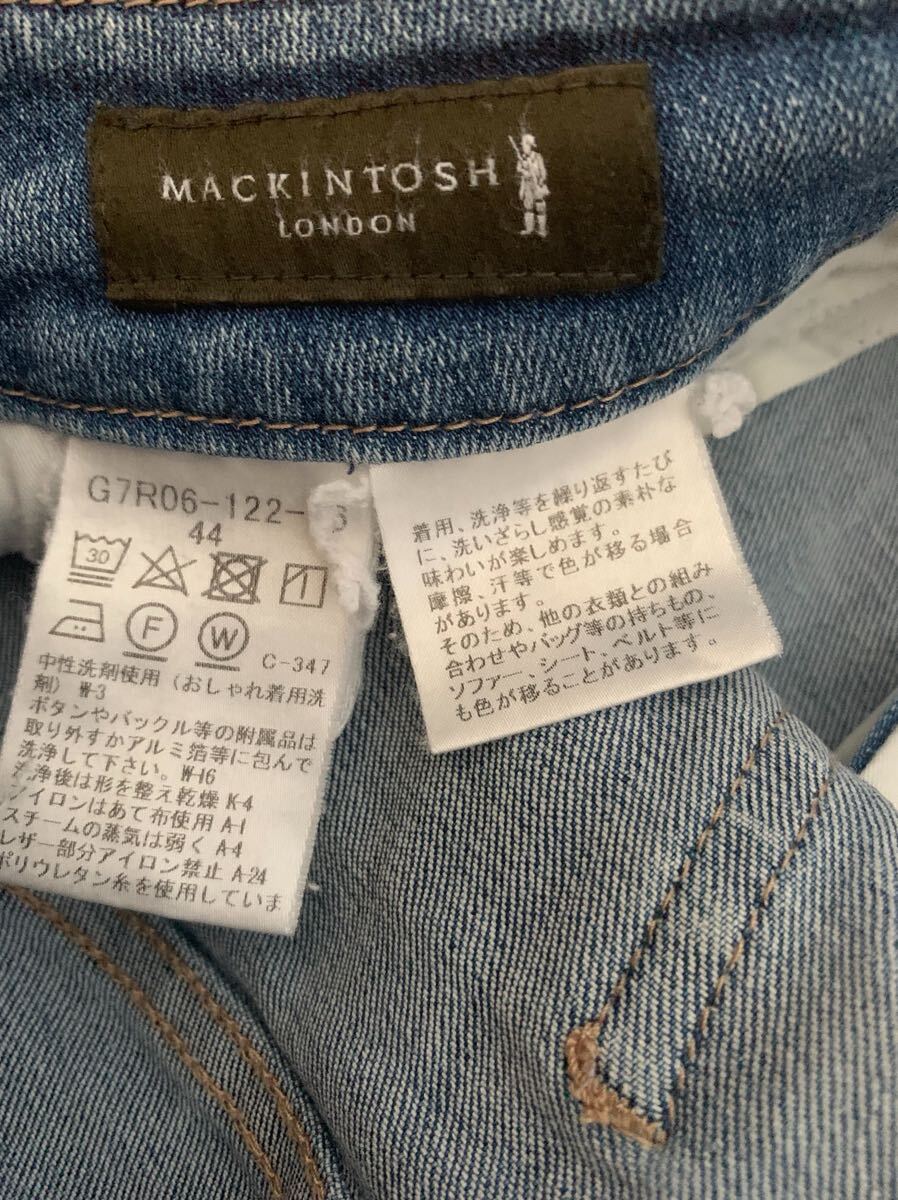 MACKINTOSH
LONDON
G7R06-122-
44
30
F
W
C-347
中性洗剤使用(おしゃれ着用洗
剤) W-3
ボタンやバックル等の附属品は
取り外すかアルミ箔等に包んで
洗浄して下さい。W-16
浄後は形を整え乾燥 K-4
イロンはあて布使用 A-1
スチームの蒸気は弱く A-4
レザー部分アイロン禁止 A-24
ポリウレタン糸を使用していま
着用、洗浄等を繰り返すたび
に、洗いざらし感覚の素朴な
味わいが楽しめます。
摩擦、汗等で色が移る場合
があります。
そのため、他の衣類との組み
合わせやバッグ等の持ちもの、
ソファー、シート、ベルト等に
も色が移ることがあります。